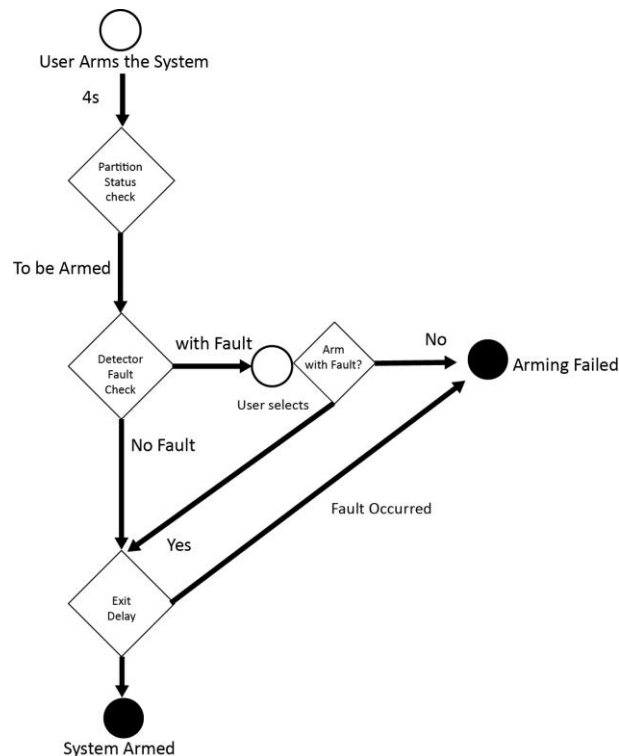 User Arms the System
4s
Partition
Status
check
To be Armed
Detector
Fault
Check
with Fault
User selects
Arm
with Fault?
No
Arming Failed
No Fault
Yes
Fault Occurred
Exit
Delay
System Armed